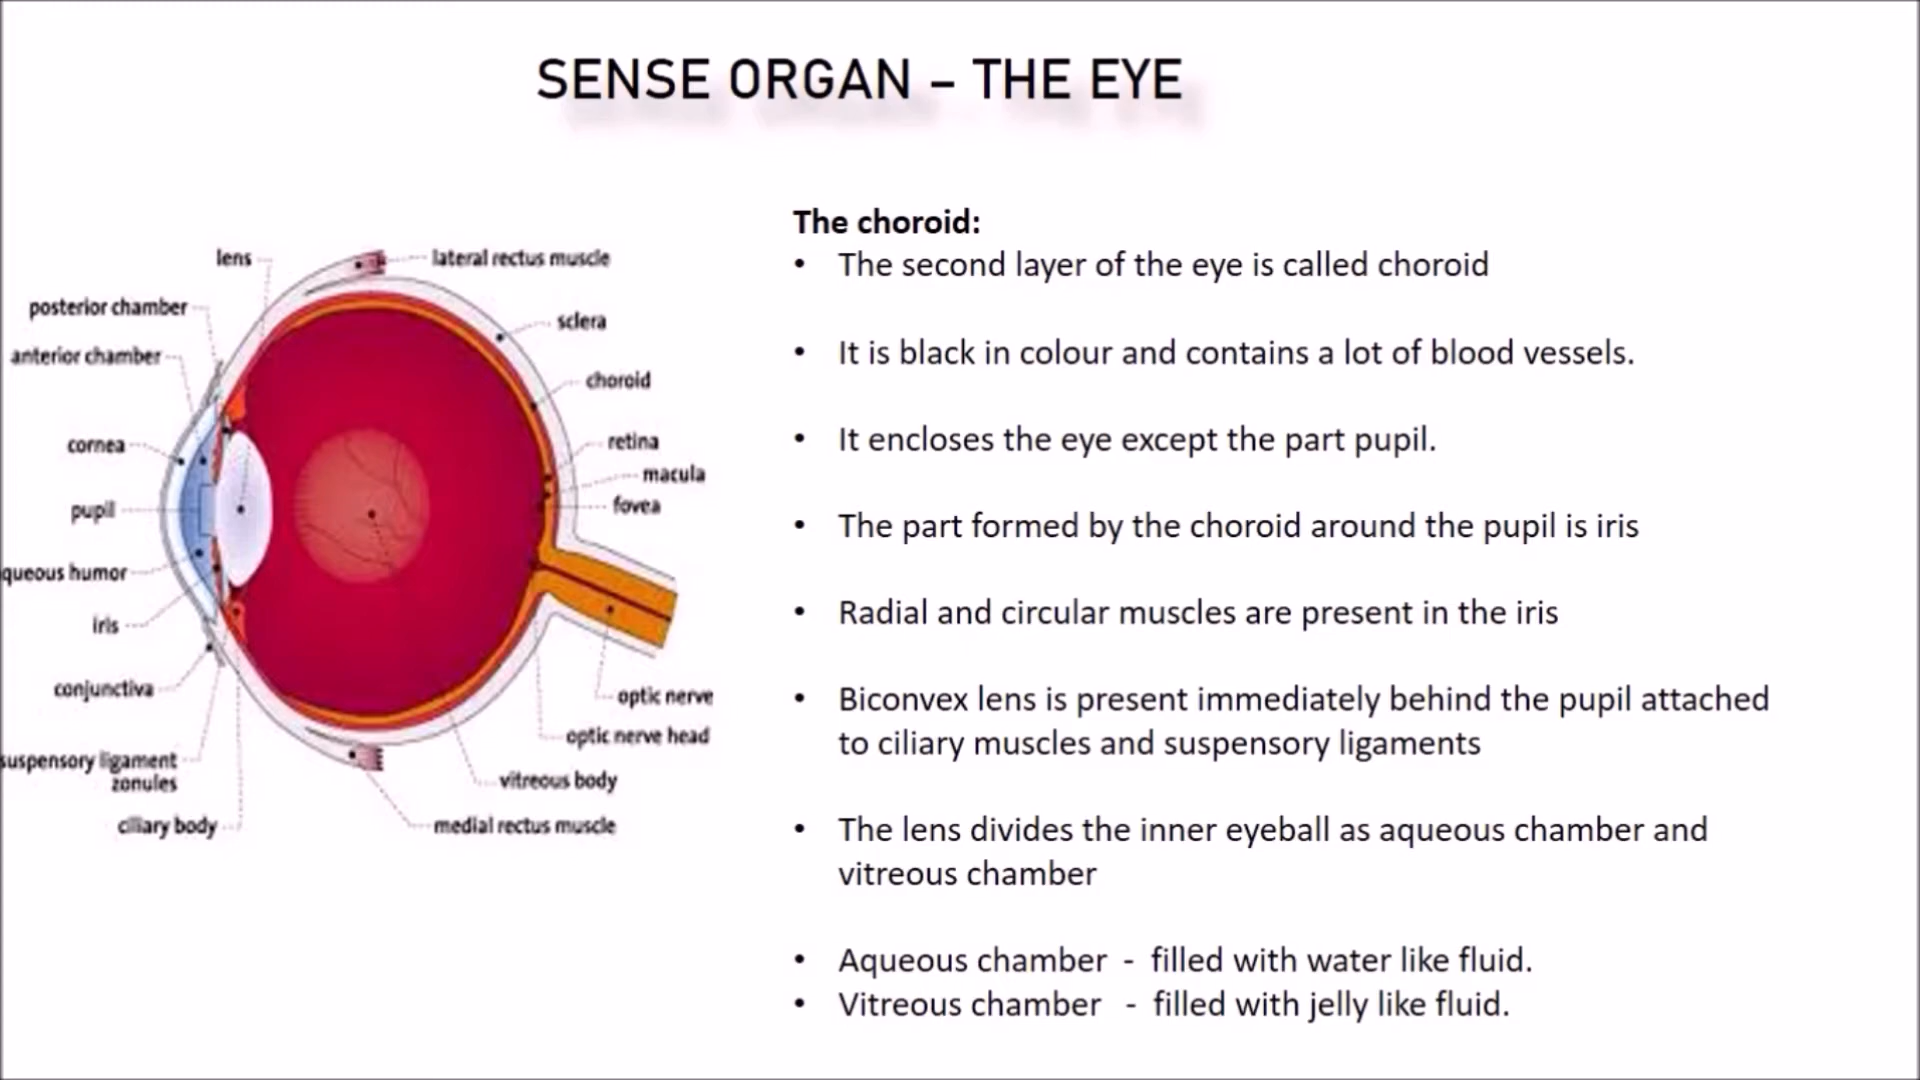 SENSE ORGAN – THE EYE
lens
lateral rectus muscle
posterior chamber
sclera
anterior chamber
choroid
cornea
retina
macula
pupil
fovea
queous humor
iris
conjunctiva
optic nerve
optic nerve head
suspensory ligament
zonules
vitreous body
ciliary body
medial rectus muscle
The choroid:
• The second layer of the eye is called choroid
• It is black in colour and contains a lot of blood vessels.
• It encloses the eye except the part pupil.
• The part formed by the choroid around the pupil is iris
• Radial and circular muscles are present in the iris
• Biconvex lens is present immediately behind the pupil attached
to ciliary muscles and suspensory ligaments
• The lens divides the inner eyeball as aqueous chamber and
vitreous chamber
• Aqueous chamber - filled with water like fluid.
• Vitreous chamber - filled with jelly like fluid.